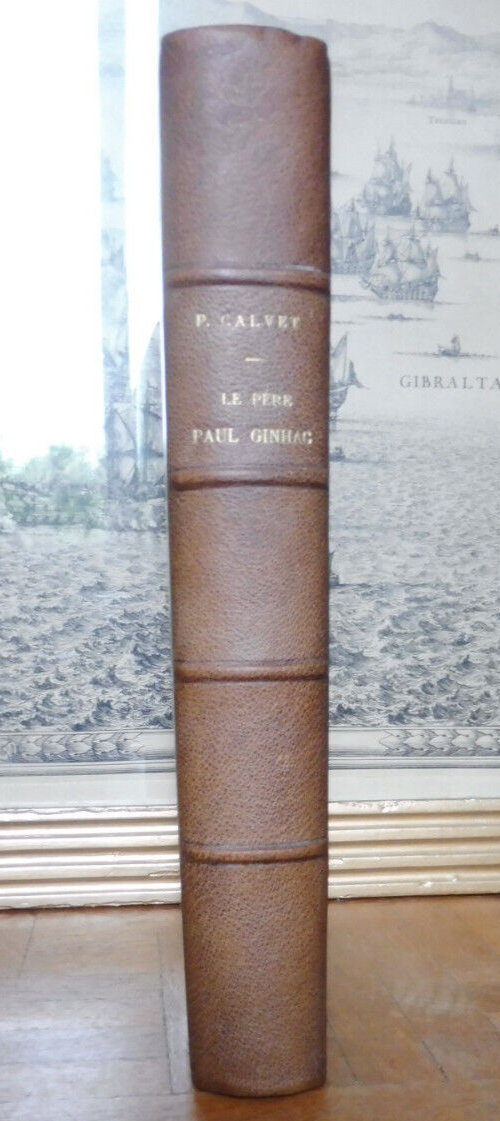 P. CALVET
LE PÈRE
PAUL GINHAC
GIBRALTA